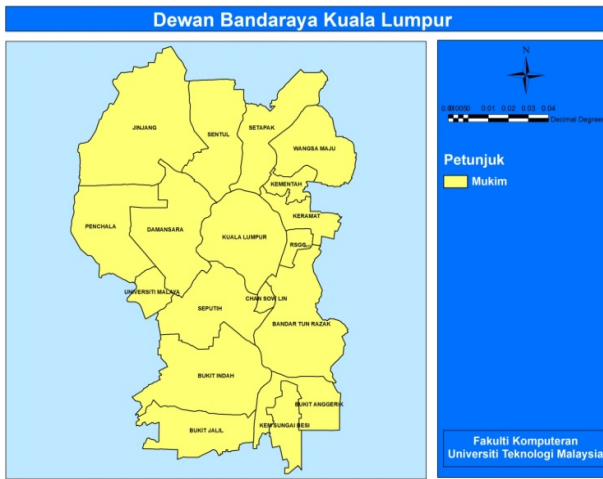 Dewan Bandaraya Kuala Lumpur
JINJANG
SENTUL
SETAPAK
WANGSA MAJU
KEMENTAH
PENCHALA
DAMANSARA
KUALA LUMPUR
KERAMAT
RSGG
UNIVERSITI MALAYA
SEPUTIH
CHAN SOW LIN
BANDAR TUN RAZAK
BUKIT INDAH
BUKIT ANGGERIK
BUKIT JALIL
KEM SUNGAI BESI
N
0.01 0.02 0.03 0.04
Decimal Degrees
Petunjuk
Mukim
Fakulti Komputeran
Universiti Teknologi Malaysia